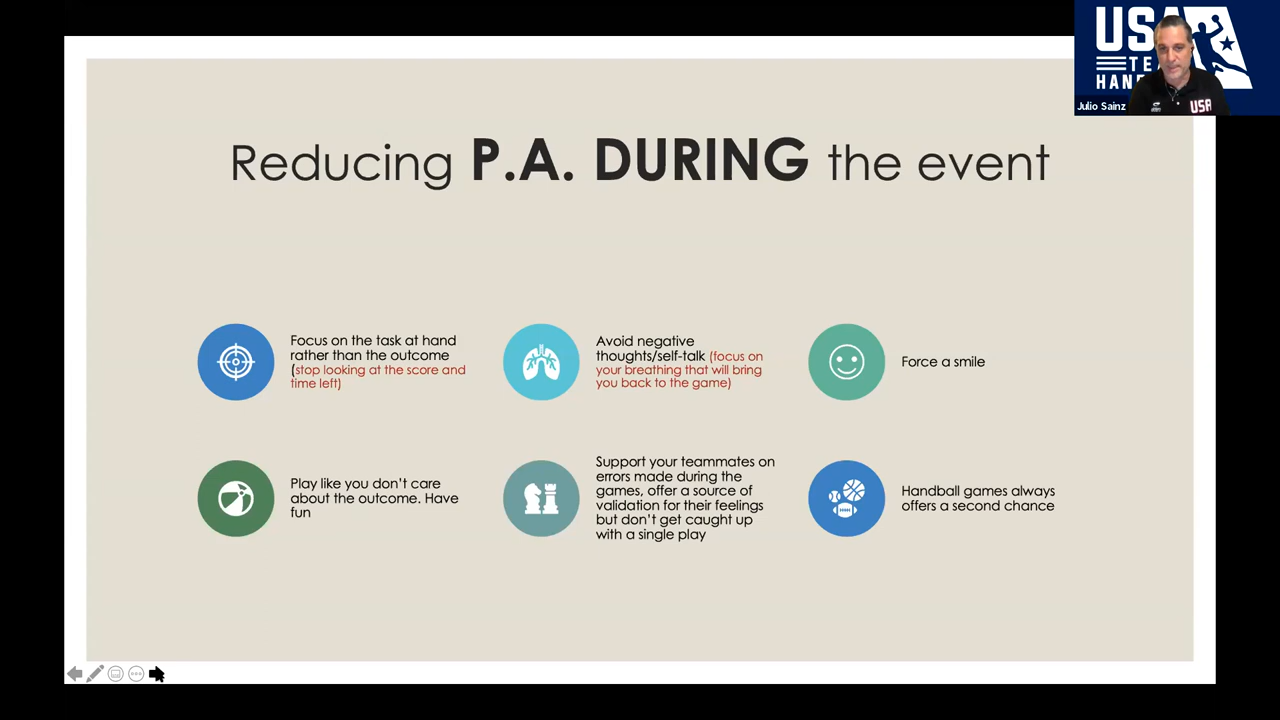 USA
TE
HAN
Julio Sainz
USA
Reducing P.A. DURING the event
Focus on the task at hand
rather than the outcome
(stop looking at the score and
time left)
Avoid negative
thoughts/self-talk (focus on
your breathing that will bring
you back to the game)
Force a smile
Play like you don't care
about the outcome. Have
fun
Support your teammates on
errors made during the
games, offer a source of
validation for their feelings
but don't get caught up
with a single play
Handball games always
offers a second chance